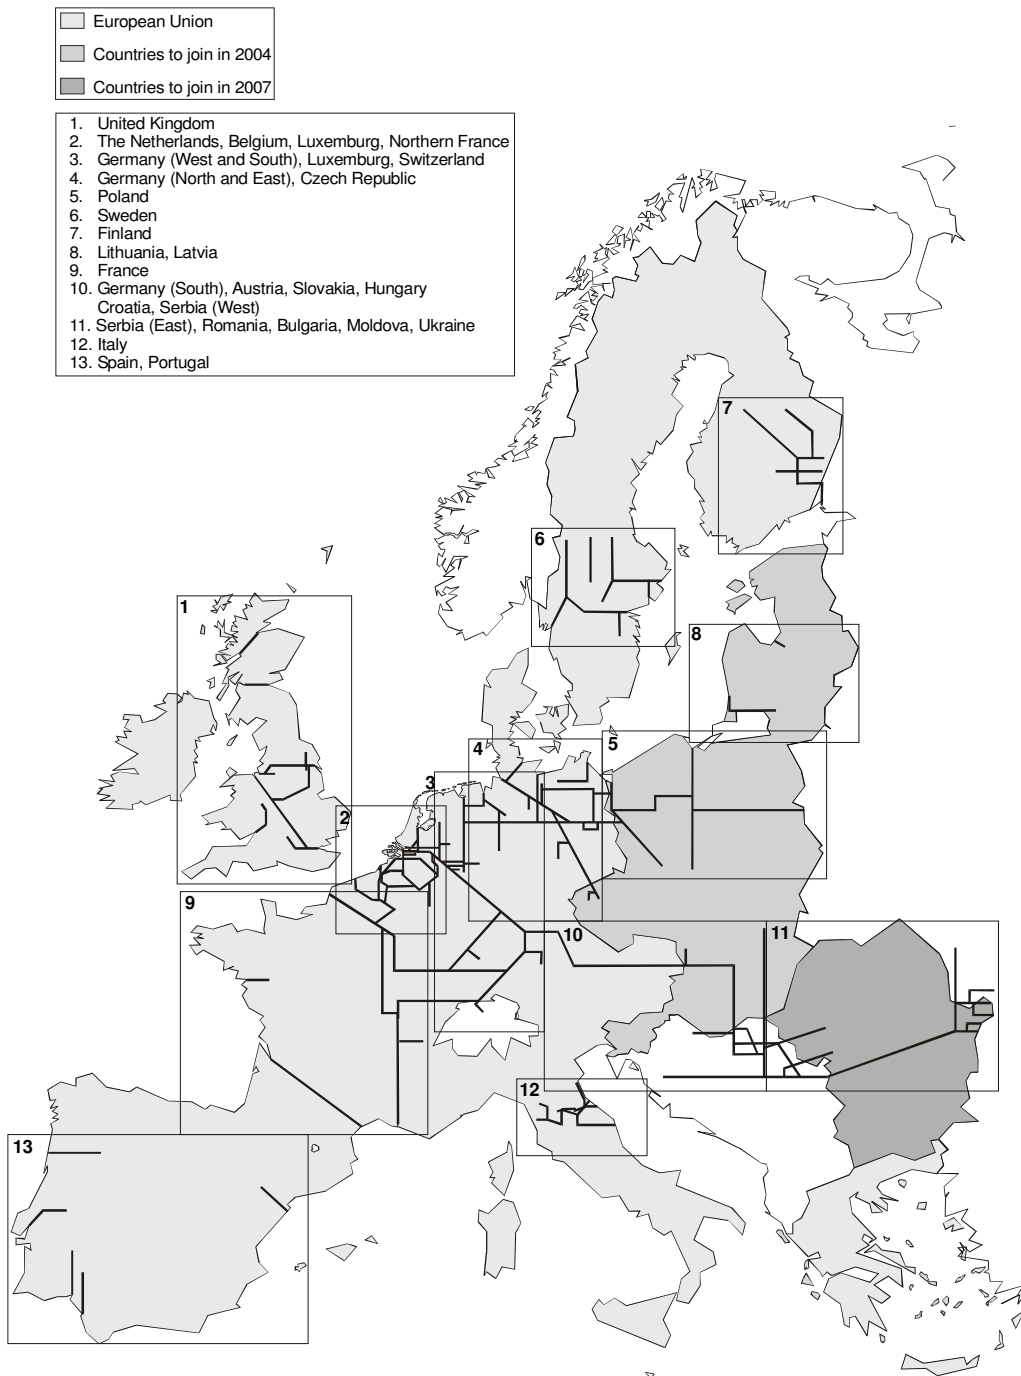 European Union
Countries to join in 2004
Countries to join in 2007
1. United Kingdom
2. The Netherlands, Belgium, Luxemburg, Northern France
3. Germany (West and South), Luxemburg, Switzerland
4. Germany (North and East), Czech Republic
5. Poland
6. Sweden
7. Finland
8. Lithuania, Latvia
9. France
10. Germany (South), Austria, Slovakia, Hungary
Croatia, Serbia (West)
11. Serbia (East), Romania, Bulgaria, Moldova, Ukraine
12. Italy
13. Spain, Portugal
7
6
1
8
5
4
3
2
9
10
11
12
13